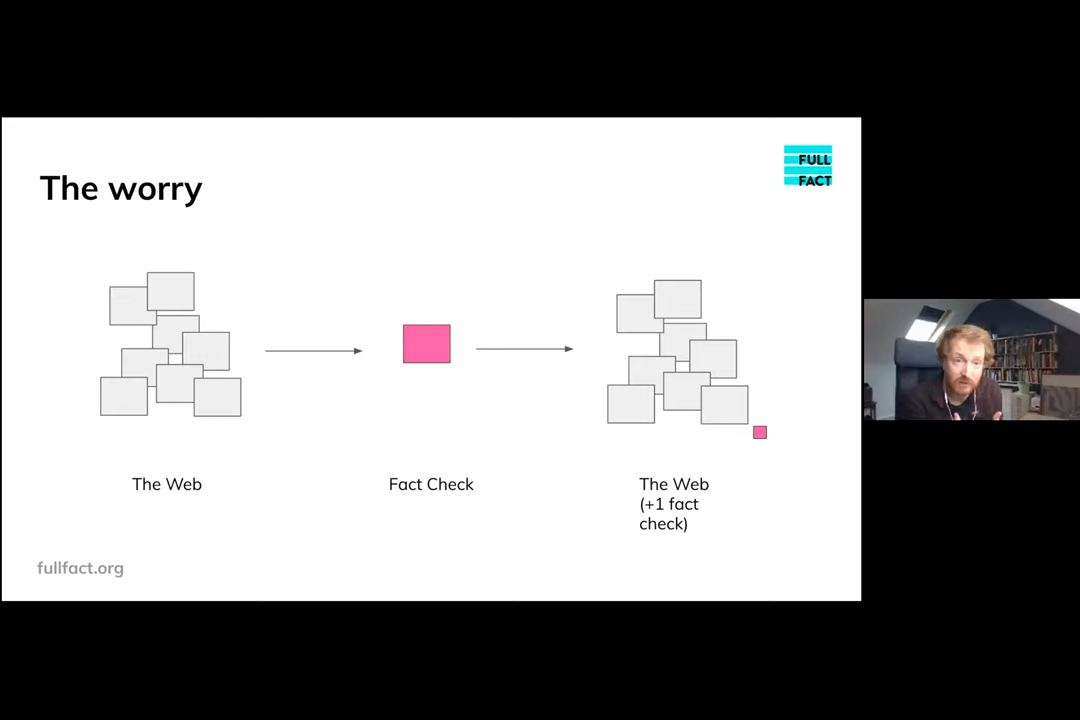 The worry
FULL
FACT
The Web
Fact Check
The Web
(+1 fact
check)
fullfact.org